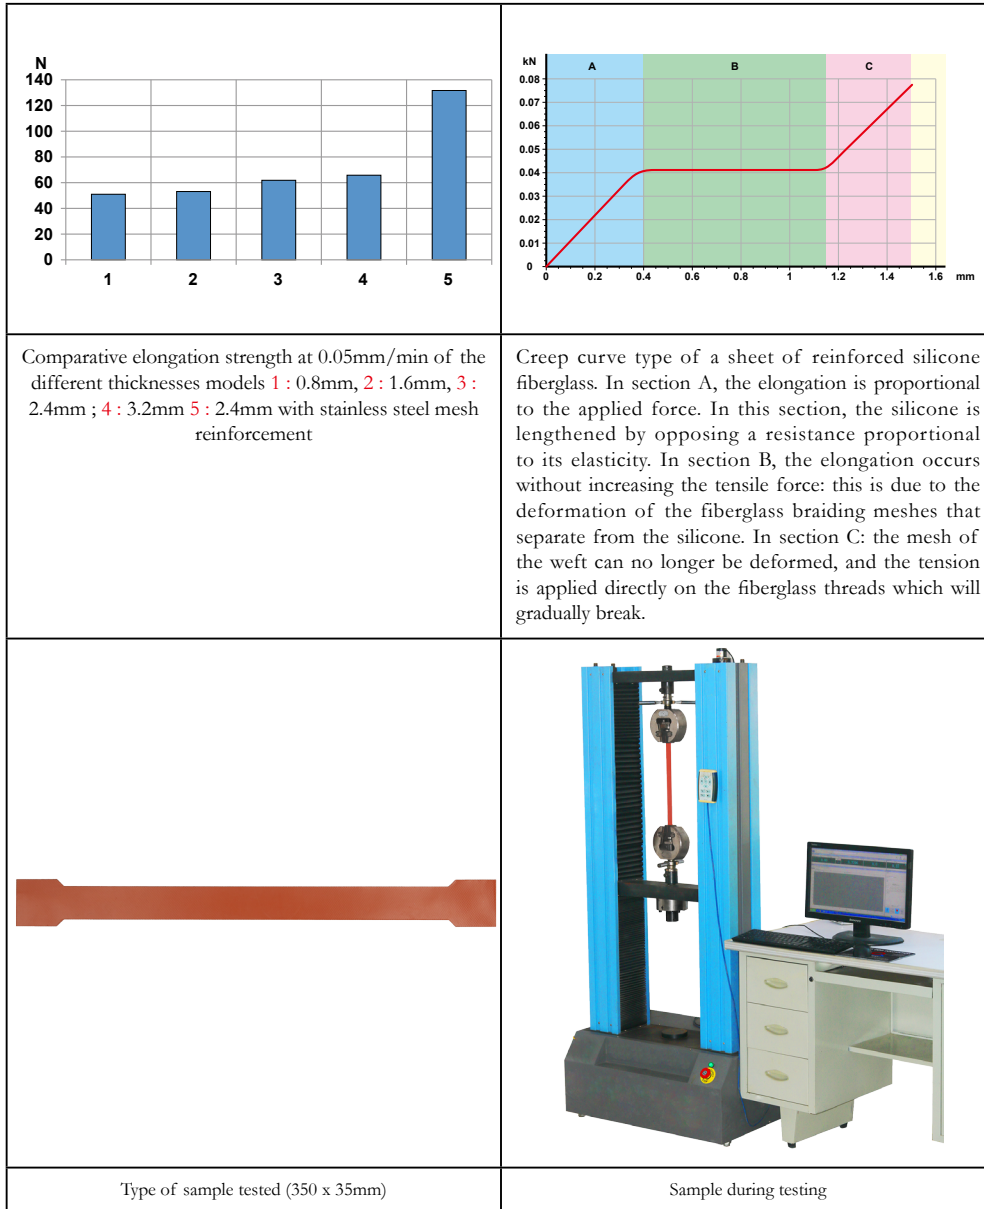 N
140
120
100
80
60
40
20
0
1 2 3 4 5
kN
A B C
0.08
0.07
0.06
0.05
0.04
0.03
0.02
0.01
0
0 0.2 0.4 0.6 0.8 1 1.2 1.4 1.6 mm
Comparative elongation strength at 0.05mm/min of the
different thicknesses models 1 : 0.8mm, 2 : 1.6mm, 3 :
2.4mm ; 4 : 3.2mm 5 : 2.4mm with stainless steel mesh
reinforcement
Creep curve type of a sheet of reinforced silicone
fiberglass. In section A, the elongation is proportional
to the applied force. In this section, the silicone is
lengthened by opposing a resistance proportional
to its elasticity. In section B, the elongation occurs
without increasing the tensile force: this is due to the
deformation of the fiberglass braiding meshes that
separate from the silicone. In section C: the mesh of
the weft can no longer be deformed, and the tension
is applied directly on the fiberglass threads which will
gradually break.
Type of sample tested (350 x 35mm)
Sample during testing